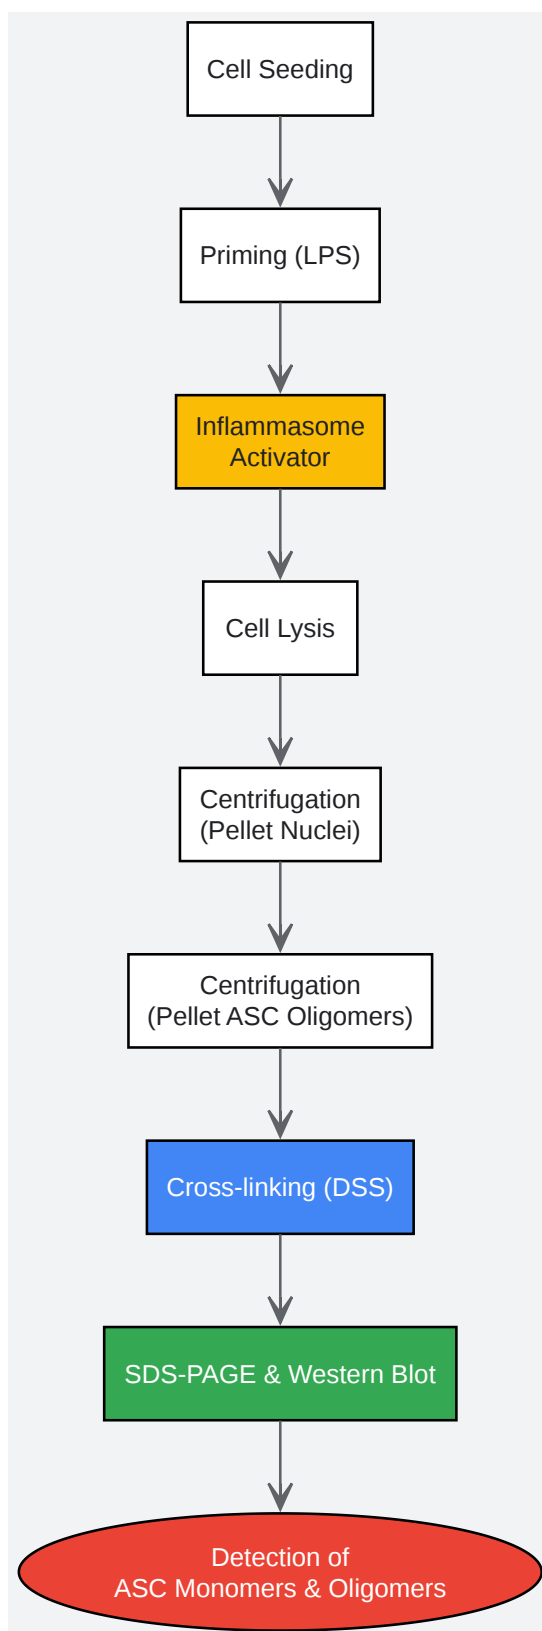 Cell Seeding
Priming (LPS)
Inflammasome
Activator
Cell Lysis
Centrifugation
(Pellet Nuclei)
Centrifugation
(Pellet ASC Oligomers)
Cross-linking (DSS)
SDS-PAGE & Western Blot
Detection of
ASC Monomers & Oligomers